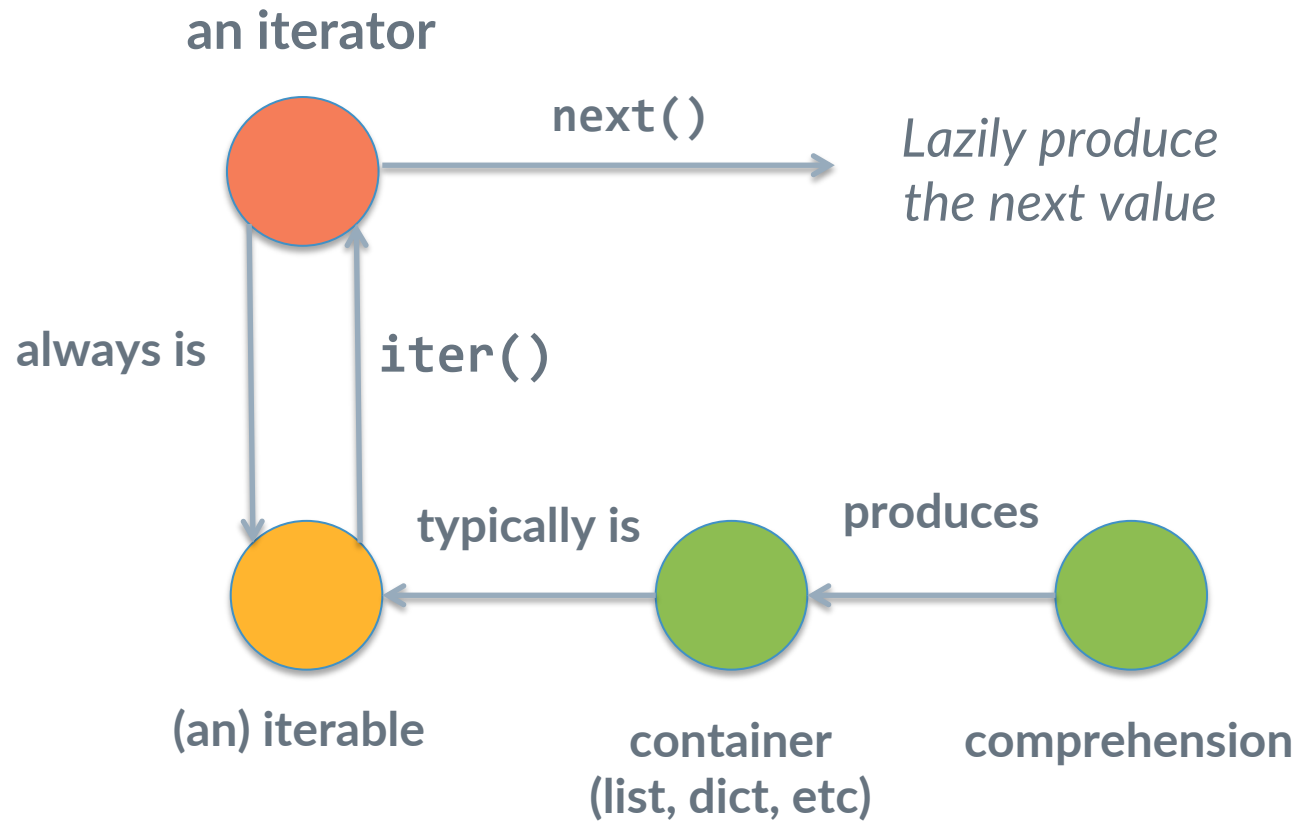 an iterator
next()
Lazily produce
the next value
always is
iter()
typically is
produces
(an) iterable
container
(list, dict, etc)
comprehension